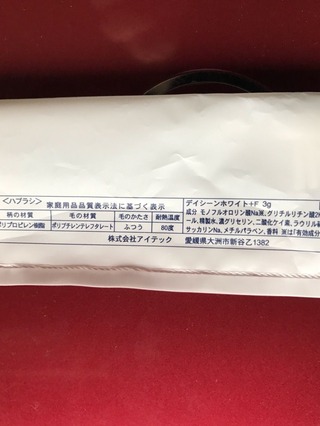 <ハブラシ> 家庭用品品質表示法に基づく表示
柄の材質 毛の材質 毛のかたさ 耐熱温度
ポリプロピレン樹脂 ポリブチレンテレフタレート ふつう 80度
株式会社アイテック
デイシーンホワイト+F 3g
成分 モノフルオロリン酸Na※、グリチルリチン酸2K
ール、精製水、濃グリセリン、二酸化ケイ素、ラウリル硫
サッカリンNa、メチルパラベン、香料 ※は「有効成分
愛媛県大洲市新谷乙1382